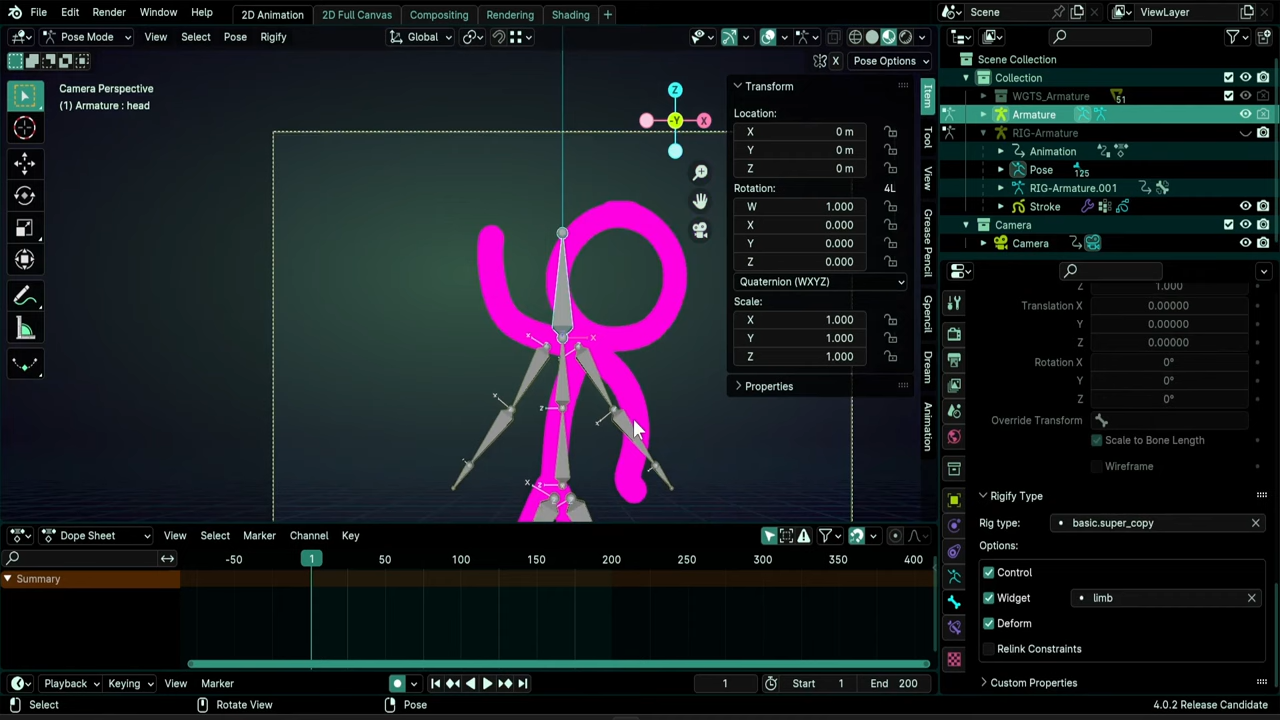 File Edit Render Window Help 2D Animation 2D Full Canvas Compositing Rendering Shading + Scene ViewLayer
Pose Mode View Select Pose Rigify Global
X Pose Options
Camera Perspective
(1) Armature : head
Z
-Y
X
Transform
Location:
X 0 m
Y 0 m
Z 0 m
Rotation: 4L
W 1.000
X 0.000
Y 0.000
Z 0.000
Quaternion (WXYZ)
Scale:
X 1.000
Y 1.000
Z 1.000
Properties
Item
Tool
View
Grease Pencil
Gpencil
Dream
Animation
Scene Collection
Collection
WGTS_Armature 51
Armature
RIG-Armature
Animation
Pose 125
RIG-Armature.001
Stroke
Camera
Camera
Z 1.000
Translation X 0.00000
Y 0.00000
Z 0.00000
Rotation X 0°
Y 0°
Z 0°
Override Transform
Scale to Bone Length
Wireframe
Rigify Type
Rig type: basic.super_copy
Options:
Control
Widget limb
Deform
Relink Constraints
Custom Properties
Dope Sheet View Select Marker Channel Key
-50 1 50 100 150 200 250 300 350 400
Summary
Playback Keying View Marker 1 Start 1 End 200
Select Rotate View Pose 4.0.2 Release Candidate